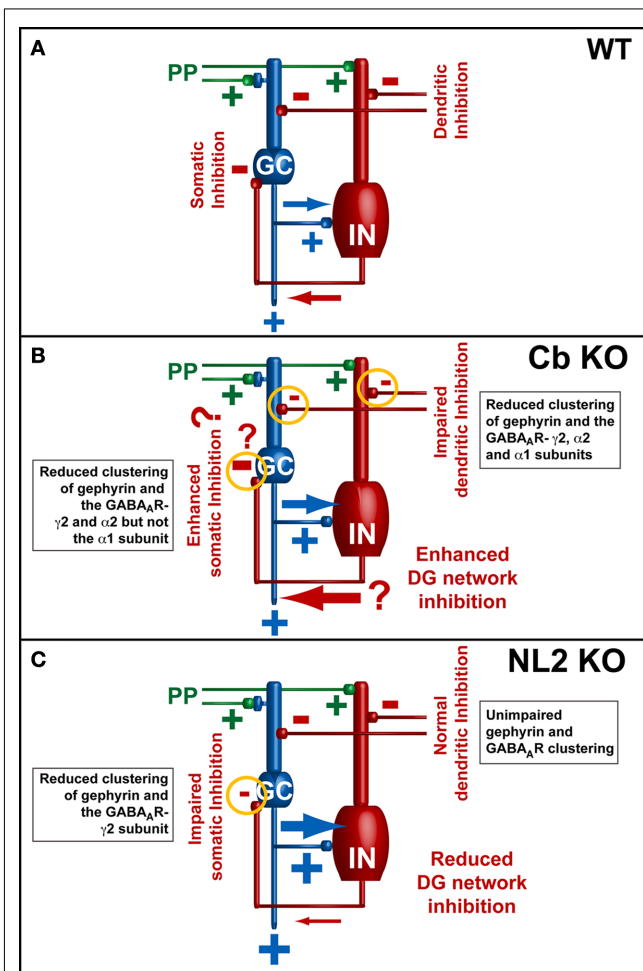 A
WT
PP
+
+
-
-
Dendritic
Inhibition
Somatic
Inhibition
-
GC
+
IN
+
B
Cb KO
PP
+
+
-
-
?
?
Impaired
dendritic Inhibition
Reduced clustering
of gephyrin and the
GABAAR- γ2, α2
and α1 subunits
Reduced clustering
of gephyrin and
the GABAAR-
γ2 and α2 but not
the α1 subunit
Enhanced
somatic Inhibition
-
GC
+
IN
Enhanced
DG network
inhibition
?
+
C
NL2 KO
PP
+
+
-
-
Normal
dendritic Inhibition
Unimpaired
gephyrin and
GABAAR clustering
Reduced clustering
of gephyrin and
the GABAAR-
γ2 subunit
Impaired
somatic Inhibition
-
GC
+
IN
Reduced
DG network
inhibition
+